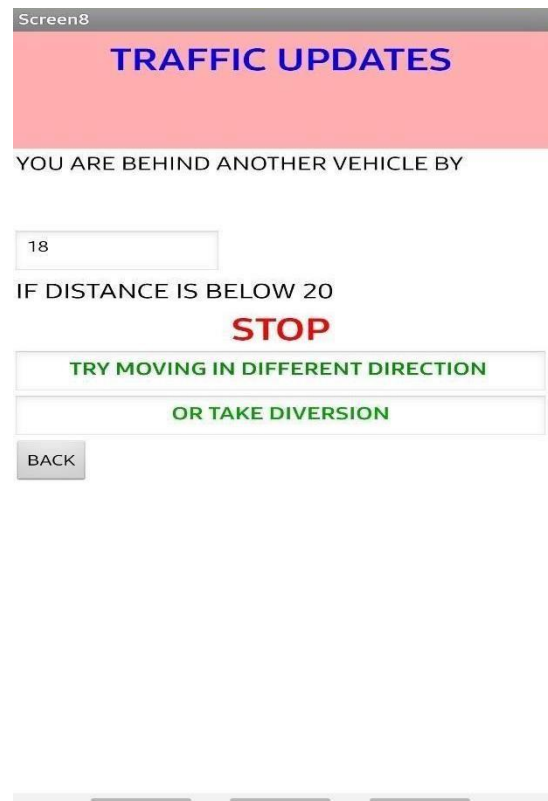 Screen8
TRAFFIC UPDATES
YOU ARE BEHIND ANOTHER VEHICLE BY
18
IF DISTANCE IS BELOW 20
STOP
TRY MOVING IN DIFFERENT DIRECTION
OR TAKE DIVERSION
BACK